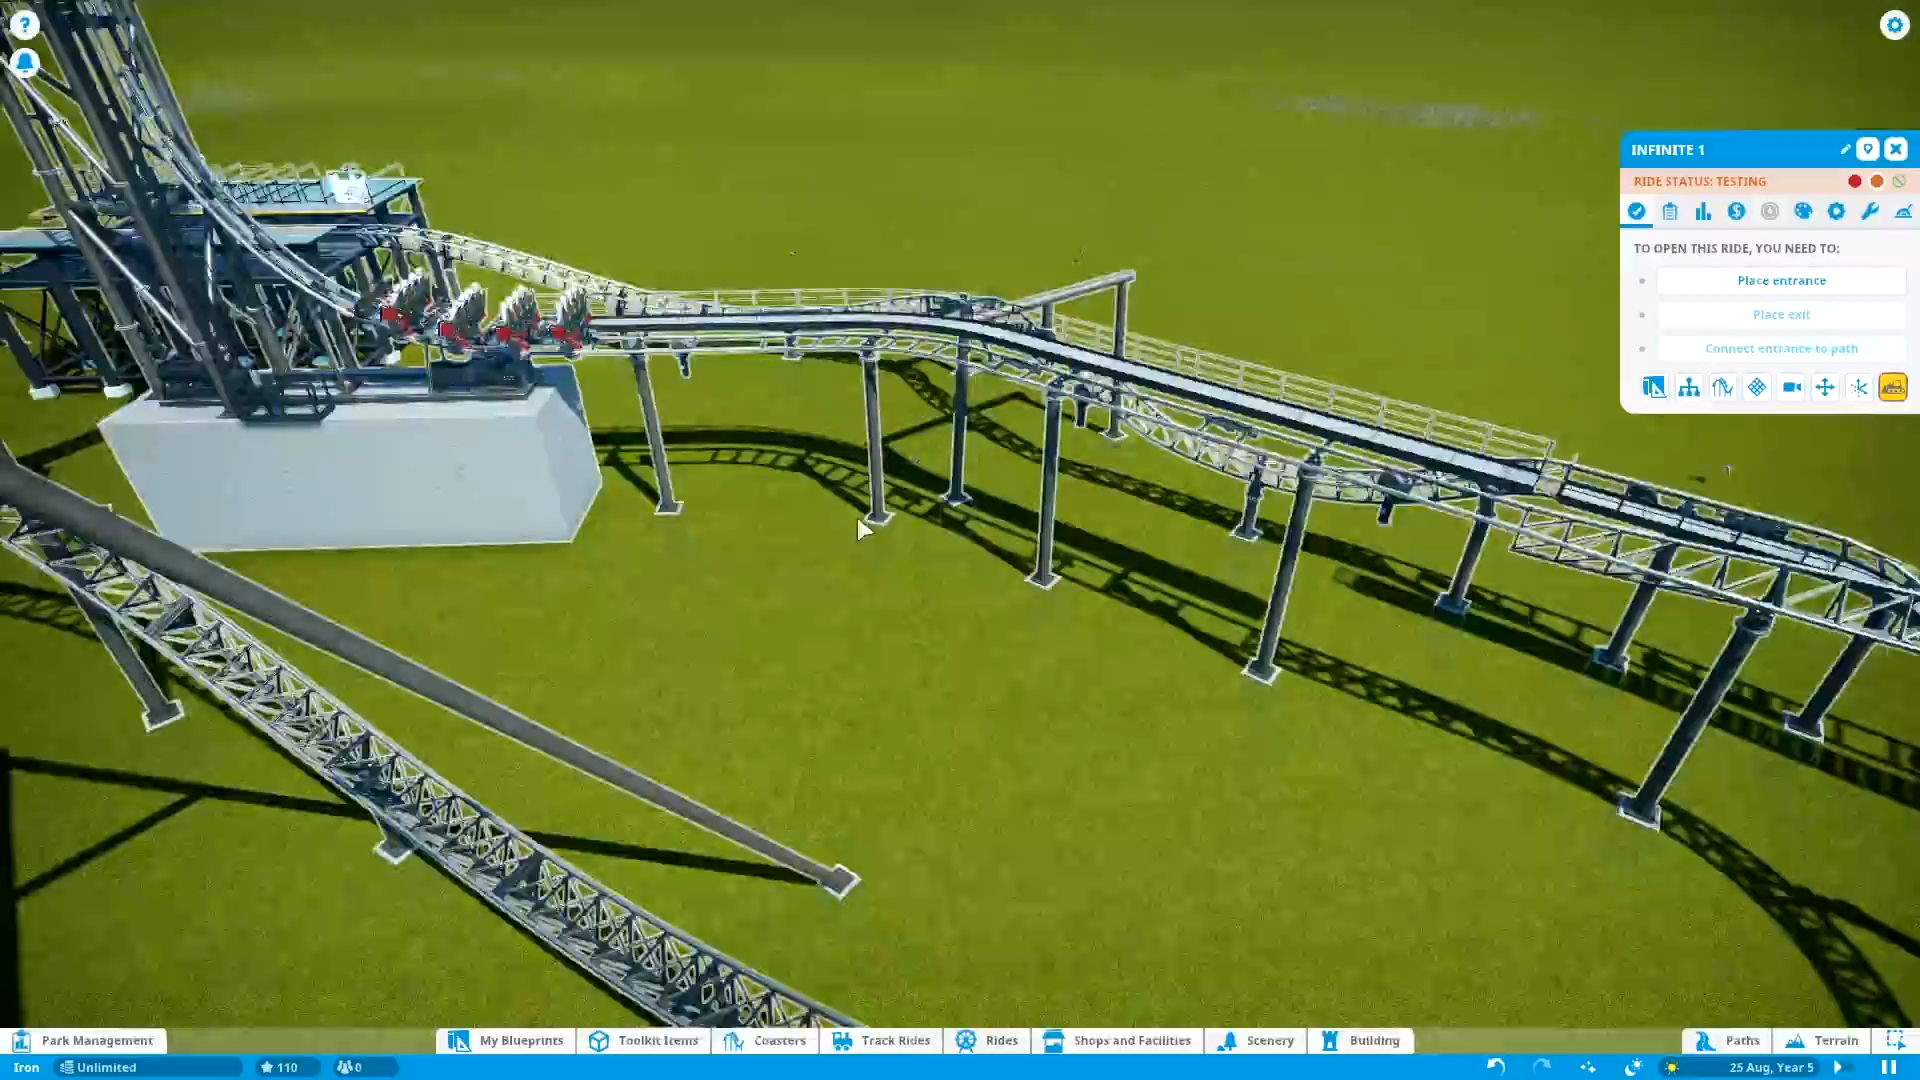 ?
INFINITE 1
RIDE STATUS: TESTING
TO OPEN THIS RIDE, YOU NEED TO:
Place entrance
Place exit
Connect entrance to path
Park Management
My Blueprints
Toolkit Items
Coasters
Track Rides
Rides
Shops and Facilities
Scenery
Building
Paths
Terrain
Iron
Unlimited
110
0
25 Aug, Year 5